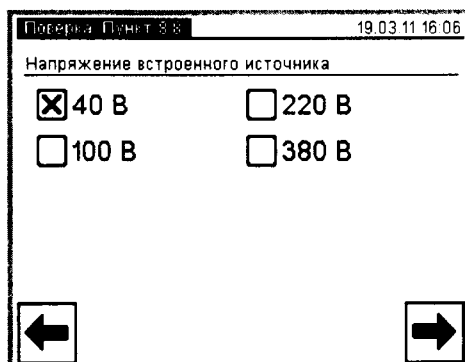 Поверка. Пункт 8.8 19.03.11 16:06
Напряжение встроенного источника
40 В 220 В
100 В 380 В